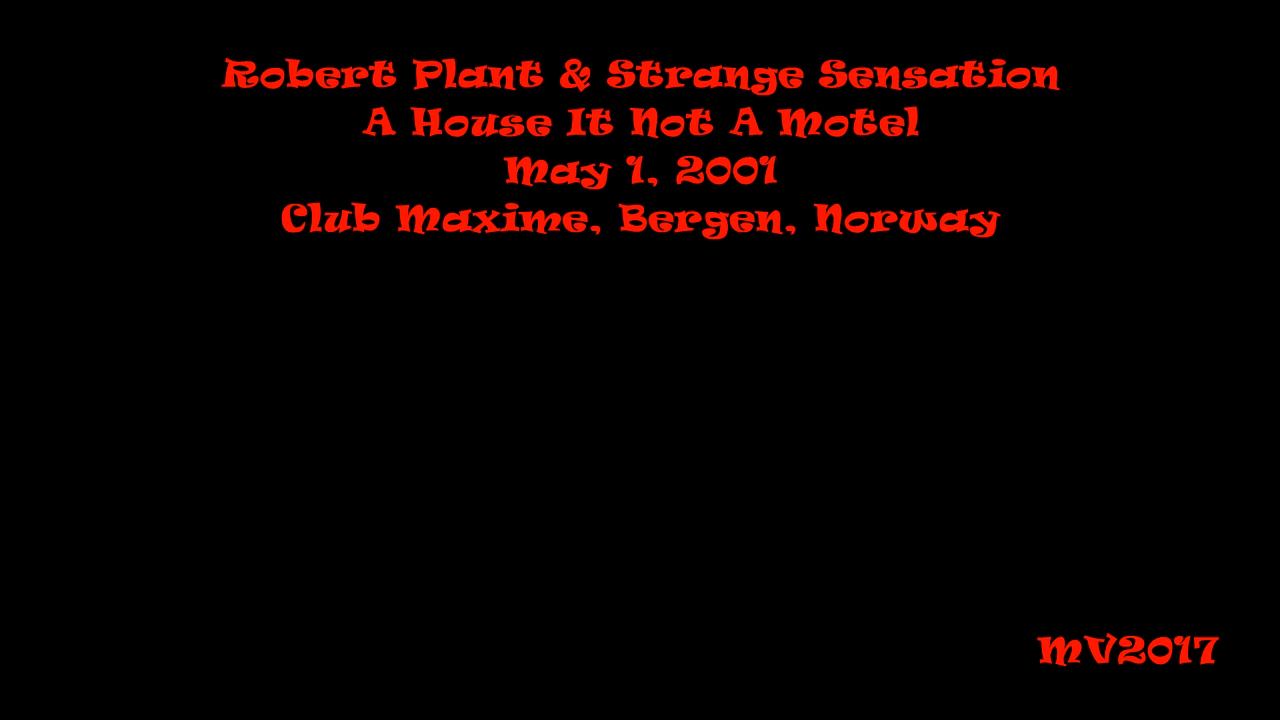 Robert Plant & Strange Sensation
A House It Not A Motel
May 1, 2001
Club Maxime, Bergen, Norway
MV2017